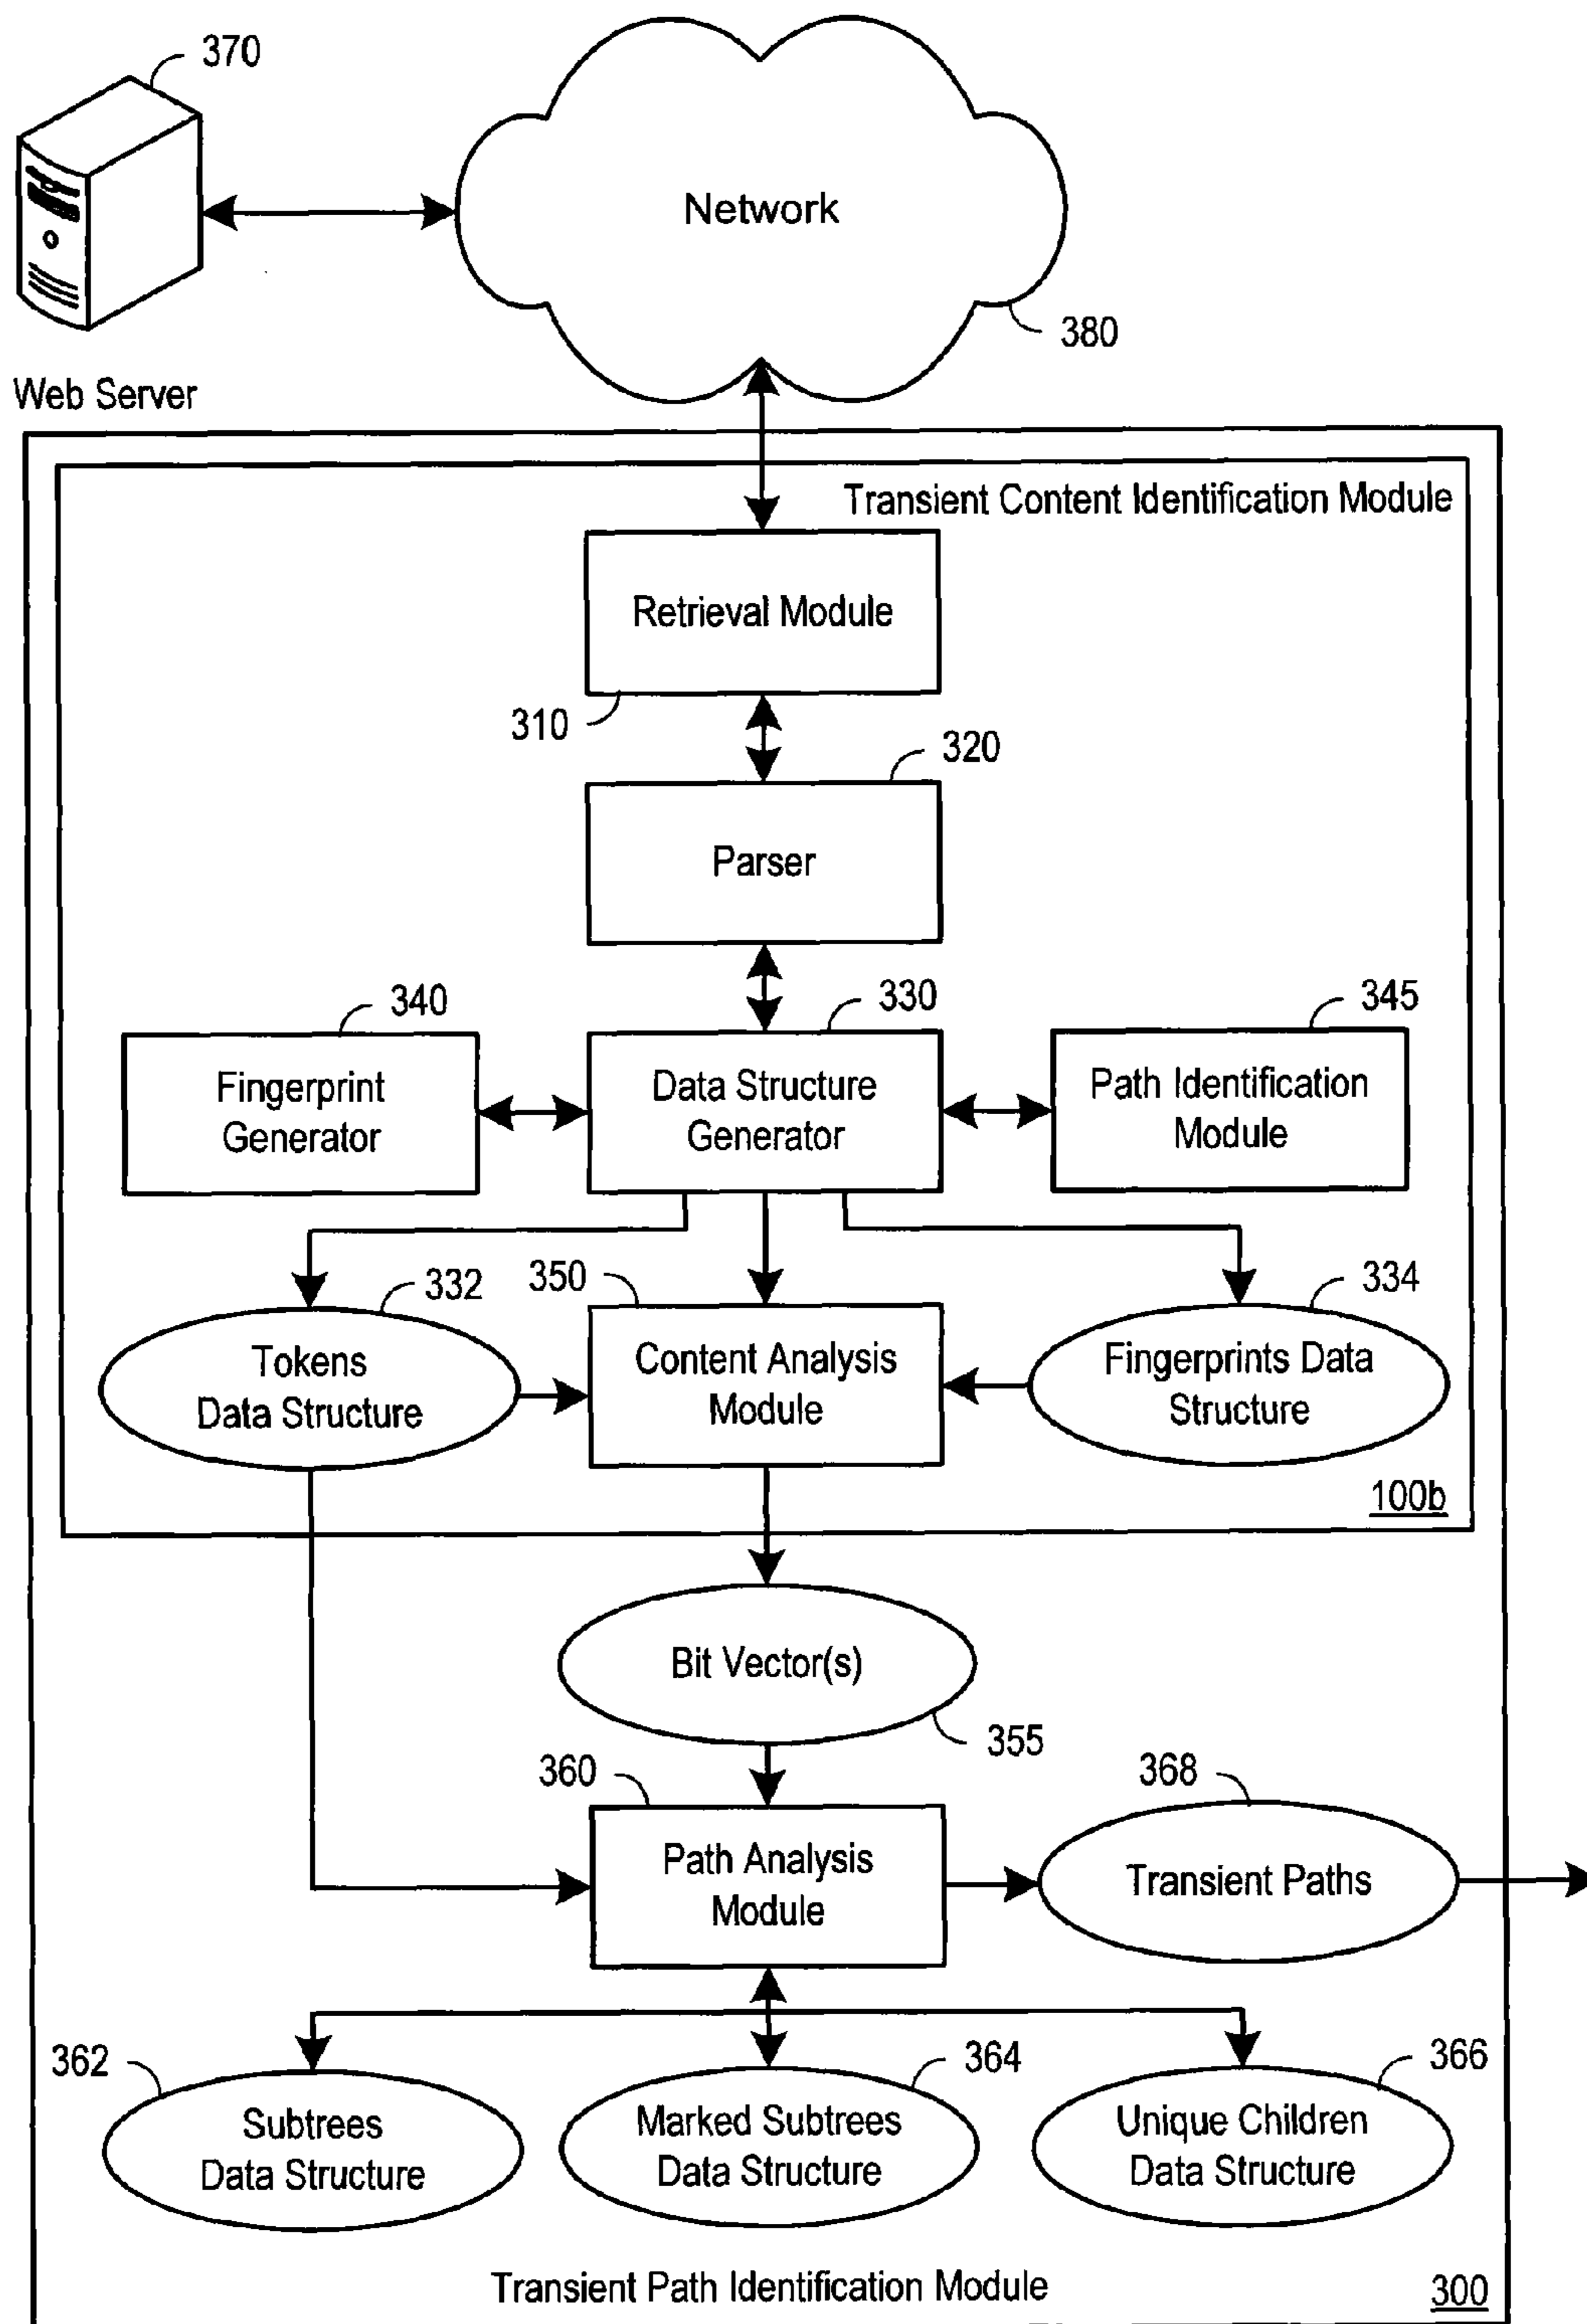 370
Network
380
Web Server
Transient Content Identification Module
Retrieval Module
310
320
Parser
340
330
345
Fingerprint
Generator
Data Structure
Generator
Path Identification
Module
332
350
334
Tokens
Data Structure
Content Analysis
Module
Fingerprints Data
Structure
100b
Bit Vector(s)
355
360
368
Path Analysis
Module
Transient Paths
362
364
366
Subtrees
Data Structure
Marked Subtrees
Data Structure
Unique Children
Data Structure
Transient Path Identification Module
300